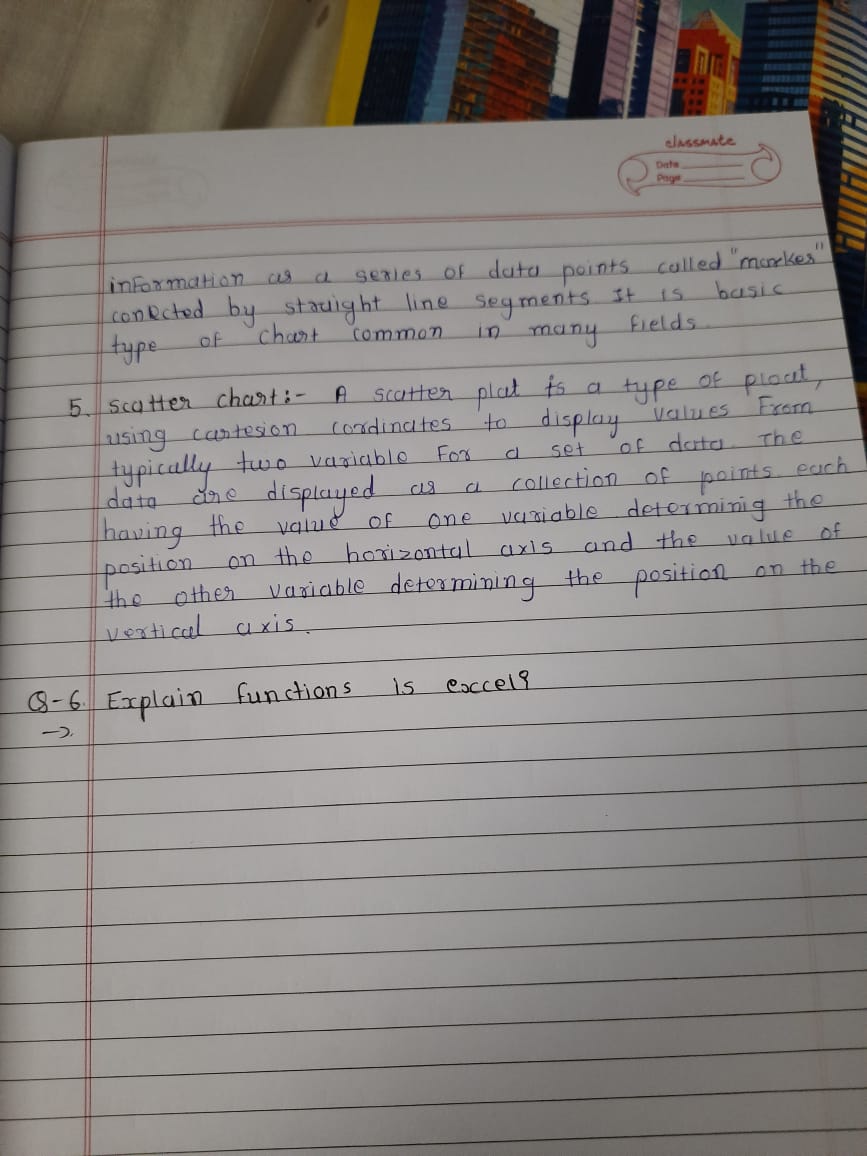 classmate
Date
Page
information as a series of data points called "marker"
conected by straight line segments It is basic
type of chart common in many fields.
5. scatter chart:- A scatter plat is a type of ploat,
using cartesion cordinates to display values From
typically two variable For a set of data. The
data are displayed as a collection of points each
having the value of one variable determinig the
position on the horizontal axis and the value of
the other variable determining the position on the
vertical axis.
Q-6. Explain functions is excel?
→